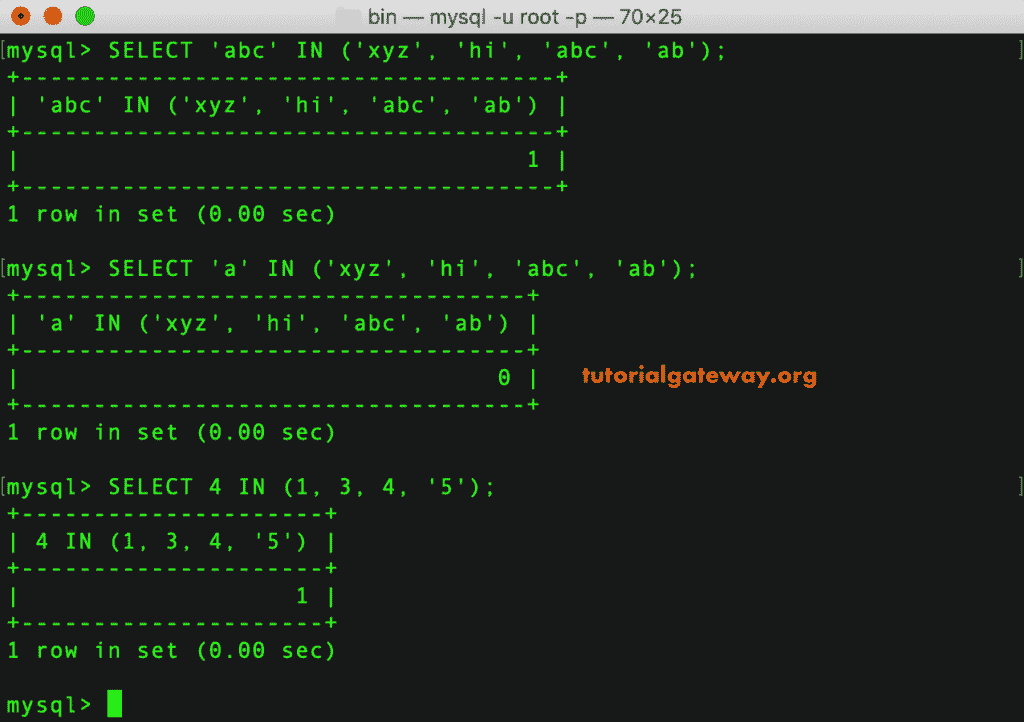 bin — mysql -u root -p — 70×25
[mysql> SELECT 'abc' IN ('xyz', 'hi', 'abc', 'ab'); ]
+-------------------------------------+
| 'abc' IN ('xyz', 'hi', 'abc', 'ab') |
+-------------------------------------+
|                                   1 |
+-------------------------------------+
1 row in set (0.00 sec)
[mysql> SELECT 'a' IN ('xyz', 'hi', 'abc', 'ab'); ]
+-----------------------------------+
| 'a' IN ('xyz', 'hi', 'abc', 'ab') |
+-----------------------------------+
|                                 0 |
tutorialgateway.org
+-----------------------------------+
1 row in set (0.00 sec)
[mysql> SELECT 4 IN (1, 3, 4, '5'); ]
+---------------------+
| 4 IN (1, 3, 4, '5') |
+---------------------+
|                   1 |
+---------------------+
1 row in set (0.00 sec)
mysql>